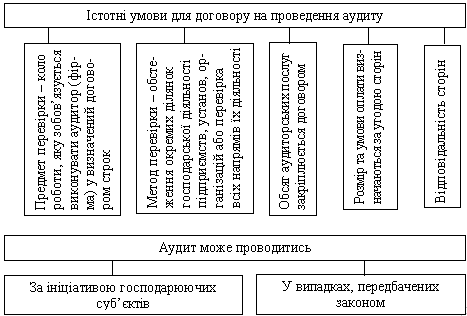 Істотні умови для договору на проведення аудиту
Предмет перевірки – коло
роботи, яку зобов’язується
виконувати аудитор (фір-
ма) у визначений догово-
ром строк
Метод перевірки – обсте-
ження окремих ділянок
господарської діяльності
підприємств, установ, ор-
ганізацій або перевірка
всіх напрямів їх діяльності
Обсяг аудиторських послуг
закріплюється договором
Розмір та умови оплати виз-
начаються за угодою сторін
Відповідальність сторін
Аудит може проводитись
За ініціативою господарюючих
суб’єктів
У випадках, передбачених
законом